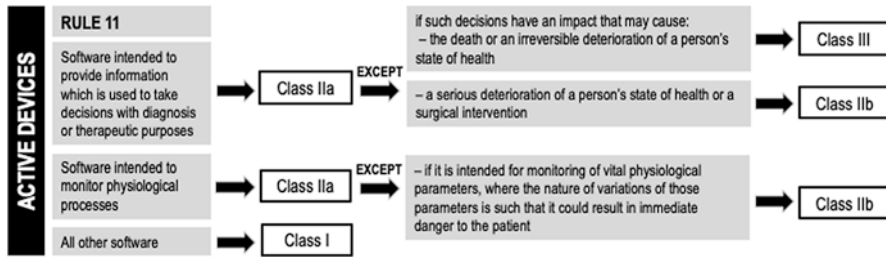 ACTIVE DEVICES
RULE 11
Software intended to
provide information
which is used to take
decisions with diagnosis
or therapeutic purposes
Class IIa
EXCEPT
if such decisions have an impact that may cause:
– the death or an irreversible deterioration of a person's
state of health
Class III
– a serious deterioration of a person's state of health or a
surgical intervention
Class IIb
Software intended to
monitor physiological
processes
Class IIa
EXCEPT
– if it is intended for monitoring of vital physiological
parameters, where the nature of variations of those
parameters is such that it could result in immediate
danger to the patient
Class IIb
All other software
Class I